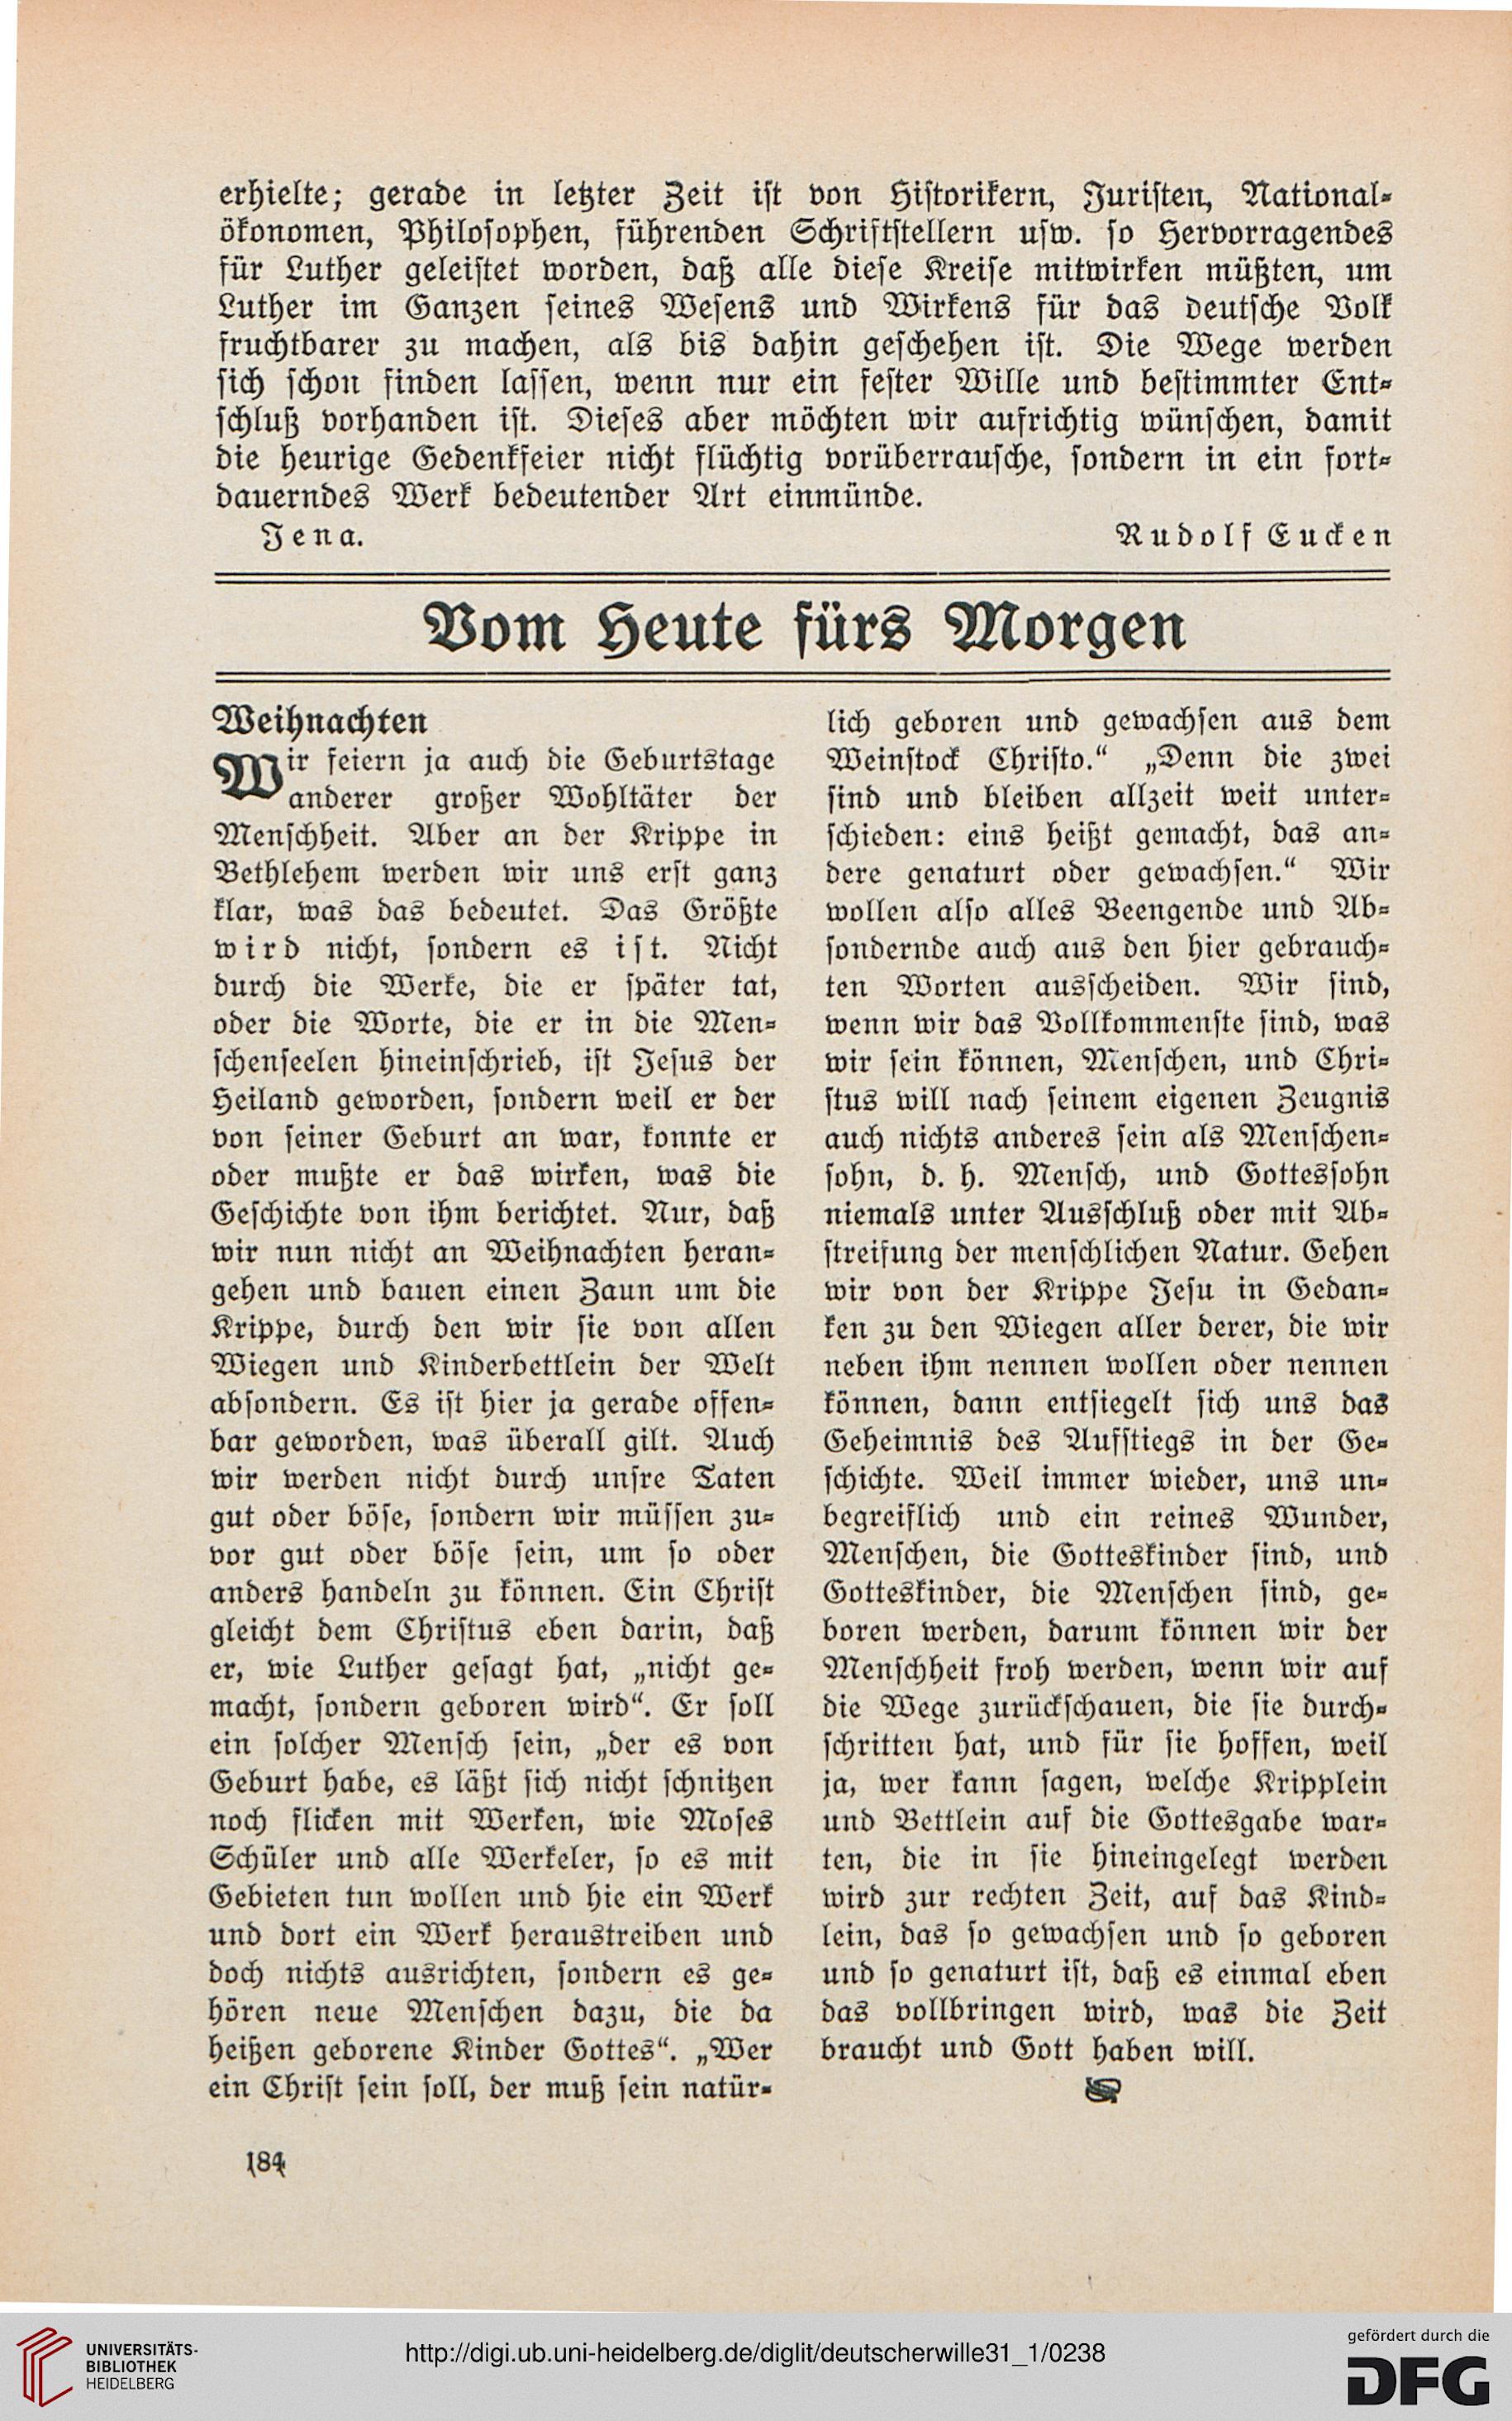 erhielte; gerade in letzter Zeit ist von Historikern, Juristen, National-
ökonomen, Philosophen, führenden Schriftstellern usw. so Hervorragendes
für Luther geleistet worden, daß alle diese Kreise mitwirken müßten, um
Luther im Ganzen seines Wesens und Wirkens für das deutsche Volk
fruchtbarer zu machen, als bis dahin geschehen ist. Die Wege werden
sich schon finden lassen, wenn nur ein fester Wille und bestimmter Ent-
schluß vorhanden ist. Dieses aber möchten wir aufrichtig wünschen, damit
die heurige Gedenkfeier nicht flüchtig vorüberrausche, sondern in ein fort-
dauerndes Werk bedeutender Art einmünde.
Jena. Rudolf Eucken
Vom Heute fürs Morgen
Weihnachten
Wir feiern ja auch die Geburtstage
anderer großer Wohltäter der
Menschheit. Aber an der Krippe in
Bethlehem werden wir uns erst ganz
klar, was das bedeutet. Das Größte
wird nicht, sondern es ist. Nicht
durch die Werke, die er später tat,
oder die Worte, die er in die Men-
schenseelen hineinschrieb, ist Jesus der
Heiland geworden, sondern weil er der
von seiner Geburt an war, konnte er
oder mußte er das wirken, was die
Geschichte von ihm berichtet. Nur, daß
wir nun nicht an Weihnachten heran-
gehen und bauen einen Zaun um die
Krippe, durch den wir sie von allen
Wiegen und Kinderbettlein der Welt
absondern. Es ist hier ja gerade offen-
bar geworden, was überall gilt. Auch
wir werden nicht durch unsre Taten
gut oder böse, sondern wir müssen zu-
vor gut oder böse sein, um so oder
anders handeln zu können. Ein Christ
gleicht dem Christus eben darin, daß
er, wie Luther gesagt hat, „nicht ge-
macht, sondern geboren wird“. Er soll
ein solcher Mensch sein, „der es von
Geburt habe, es läßt sich nicht schnitzen
noch flicken mit Werken, wie Moses
Schüler und alle Werkeler, so es mit
Gebieten tun wollen und hie ein Werk
und dort ein Werk heraustreiben und
doch nichts ausrichten, sondern es ge-
hören neue Menschen dazu, die da
heißen geborene Kinder Gottes“. „Wer
ein Christ sein soll, der muß sein natür-
lich geboren und gewachsen aus dem
Weinstock Christo.“ „Denn die zwei
sind und bleiben allzeit weit unter-
schieden: eins heißt gemacht, das an-
dere genaturt oder gewachsen.“ Wir
wollen also alles Beengende und Ab-
sondernde auch aus den hier gebrauch-
ten Worten ausscheiden. Wir sind,
wenn wir das Vollkommenste sind, was
wir sein können, Menschen, und Chri-
stus will nach seinem eigenen Zeugnis
auch nichts anderes sein als Menschen-
sohn, d. h. Mensch, und Gottessohn
niemals unter Ausschluß oder mit Ab-
streifung der menschlichen Natur. Gehen
wir von der Krippe Jesu in Gedan-
ken zu den Wiegen aller derer, die wir
neben ihm nennen wollen oder nennen
können, dann entsiegelt sich uns das
Geheimnis des Aufstiegs in der Ge-
schichte. Weil immer wieder, uns un-
begreiflich und ein reines Wunder,
Menschen, die Gotteskinder sind, und
Gotteskinder, die Menschen sind, ge-
boren werden, darum können wir der
Menschheit froh werden, wenn wir auf
die Wege zurückschauen, die sie durch-
schritten hat, und für sie hoffen, weil
ja, wer kann sagen, welche Kripplein
und Bettlein auf die Gottesgabe war-
ten, die in sie hineingelegt werden
wird zur rechten Zeit, auf das Kind-
lein, das so gewachsen und so geboren
und so genaturt ist, daß es einmal eben
das vollbringen wird, was die Zeit
braucht und Gott haben will.
184
UNIVERSITÄTS-
BIBLIOTHEK
HEIDELBERG
http://digi.ub.uni-heidelberg.de/diglit/deutscherwille31_1/0238
gefördert durch die
DFG